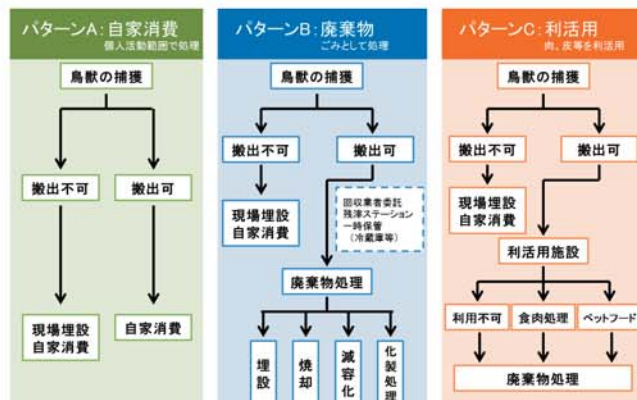 パターンA:自家消費
個人活動範囲で処理
鳥獣の捕獲
搬出不可
搬出可
現場埋設
自家消費
自家消費
パターンB:廃棄物
ごみとして処理
鳥獣の捕獲
搬出不可
搬出可
現場埋設
自家消費
回収業者委託
残滓ステーション
一時保管
(冷蔵庫等)
廃棄物処理
埋設
焼却
減容化
化製処理
パターンC:利活用
肉、皮等を利活用
鳥獣の捕獲
搬出不可
搬出可
現場埋設
自家消費
利活用施設
利用不可
食肉処理
ペットフード
廃棄物処理